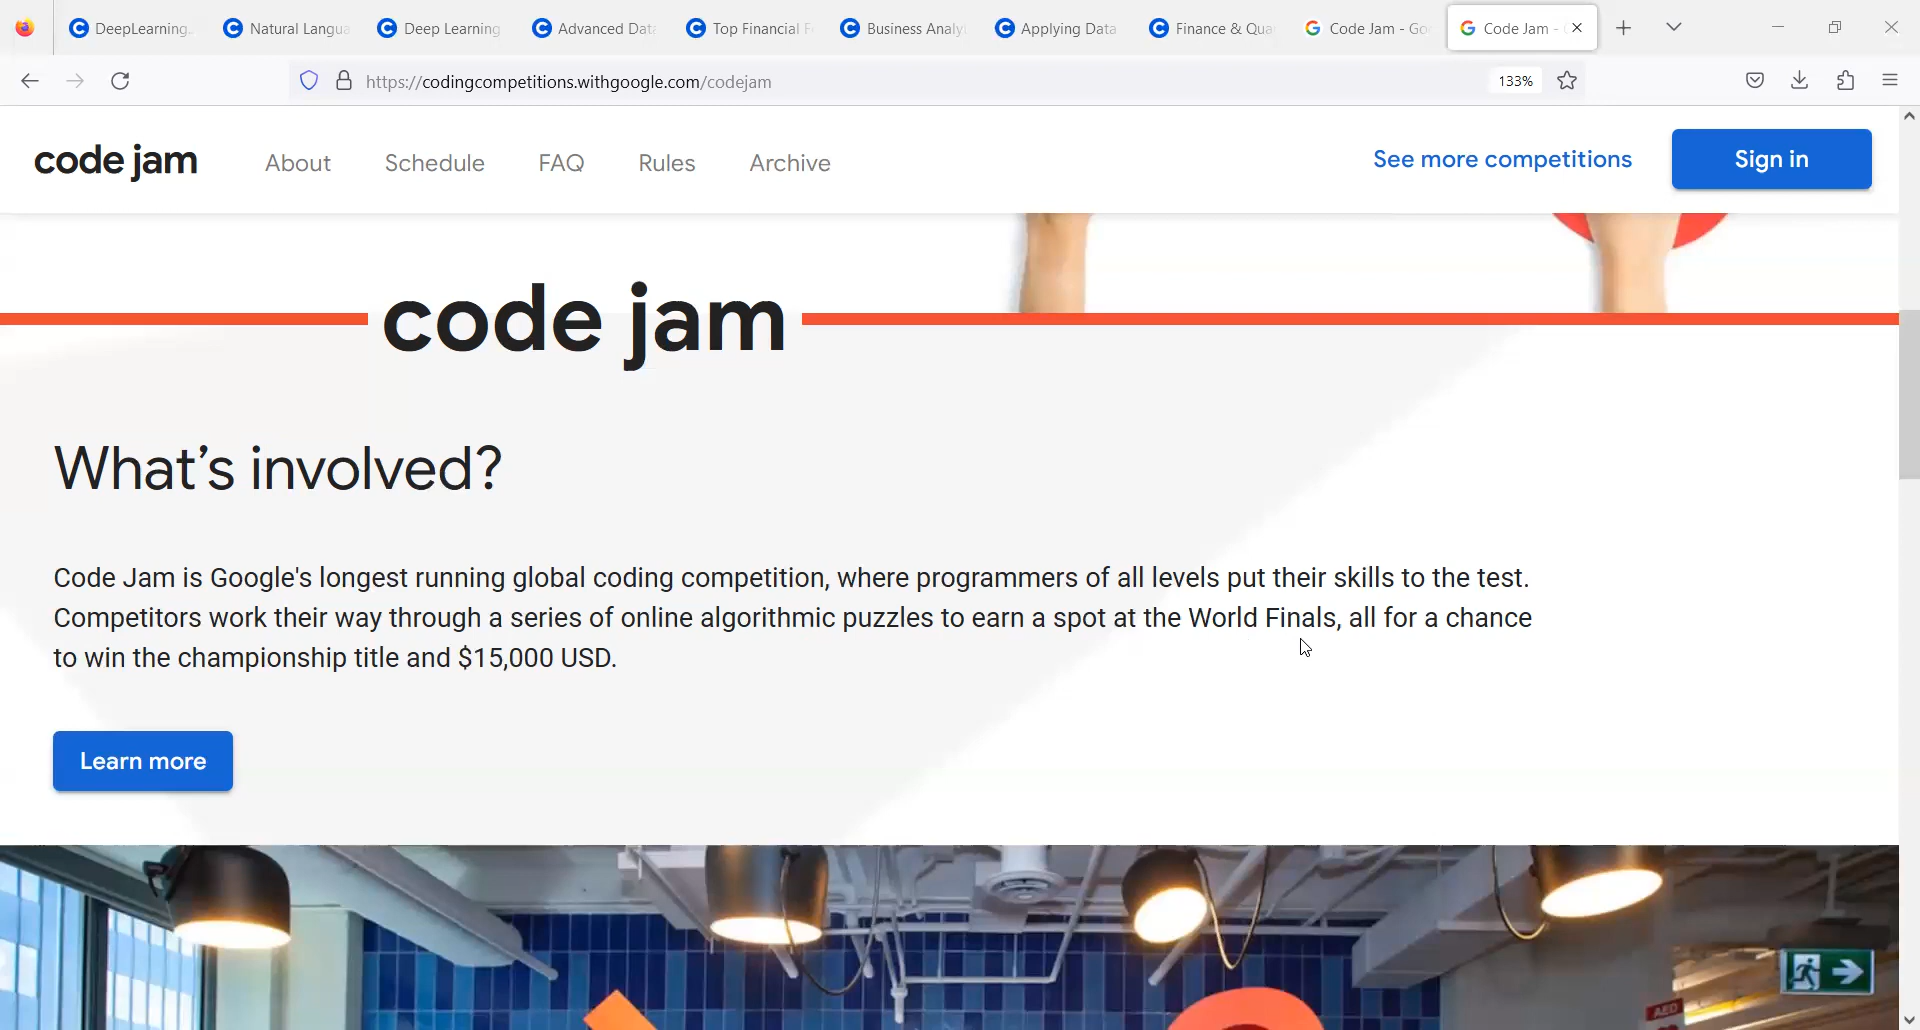 DeepLearning.
Natural Langua
Deep Learning
Advanced Dat
Top Financial
Business Analy
Applying Data
Finance & Qua
Code Jam - Go
Code Jam -
https://codingcompetitions.withgoogle.com/codejam
133%
code jam
About
Schedule
FAQ
Rules
Archive
See more competitions
Sign in
code jam
What's involved?
Code Jam is Google's longest running global coding competition, where programmers of all levels put their skills to the test.
Competitors work their way through a series of online algorithmic puzzles to earn a spot at the World Finals, all for a chance
to win the championship title and $15,000 USD.
Learn more
AED